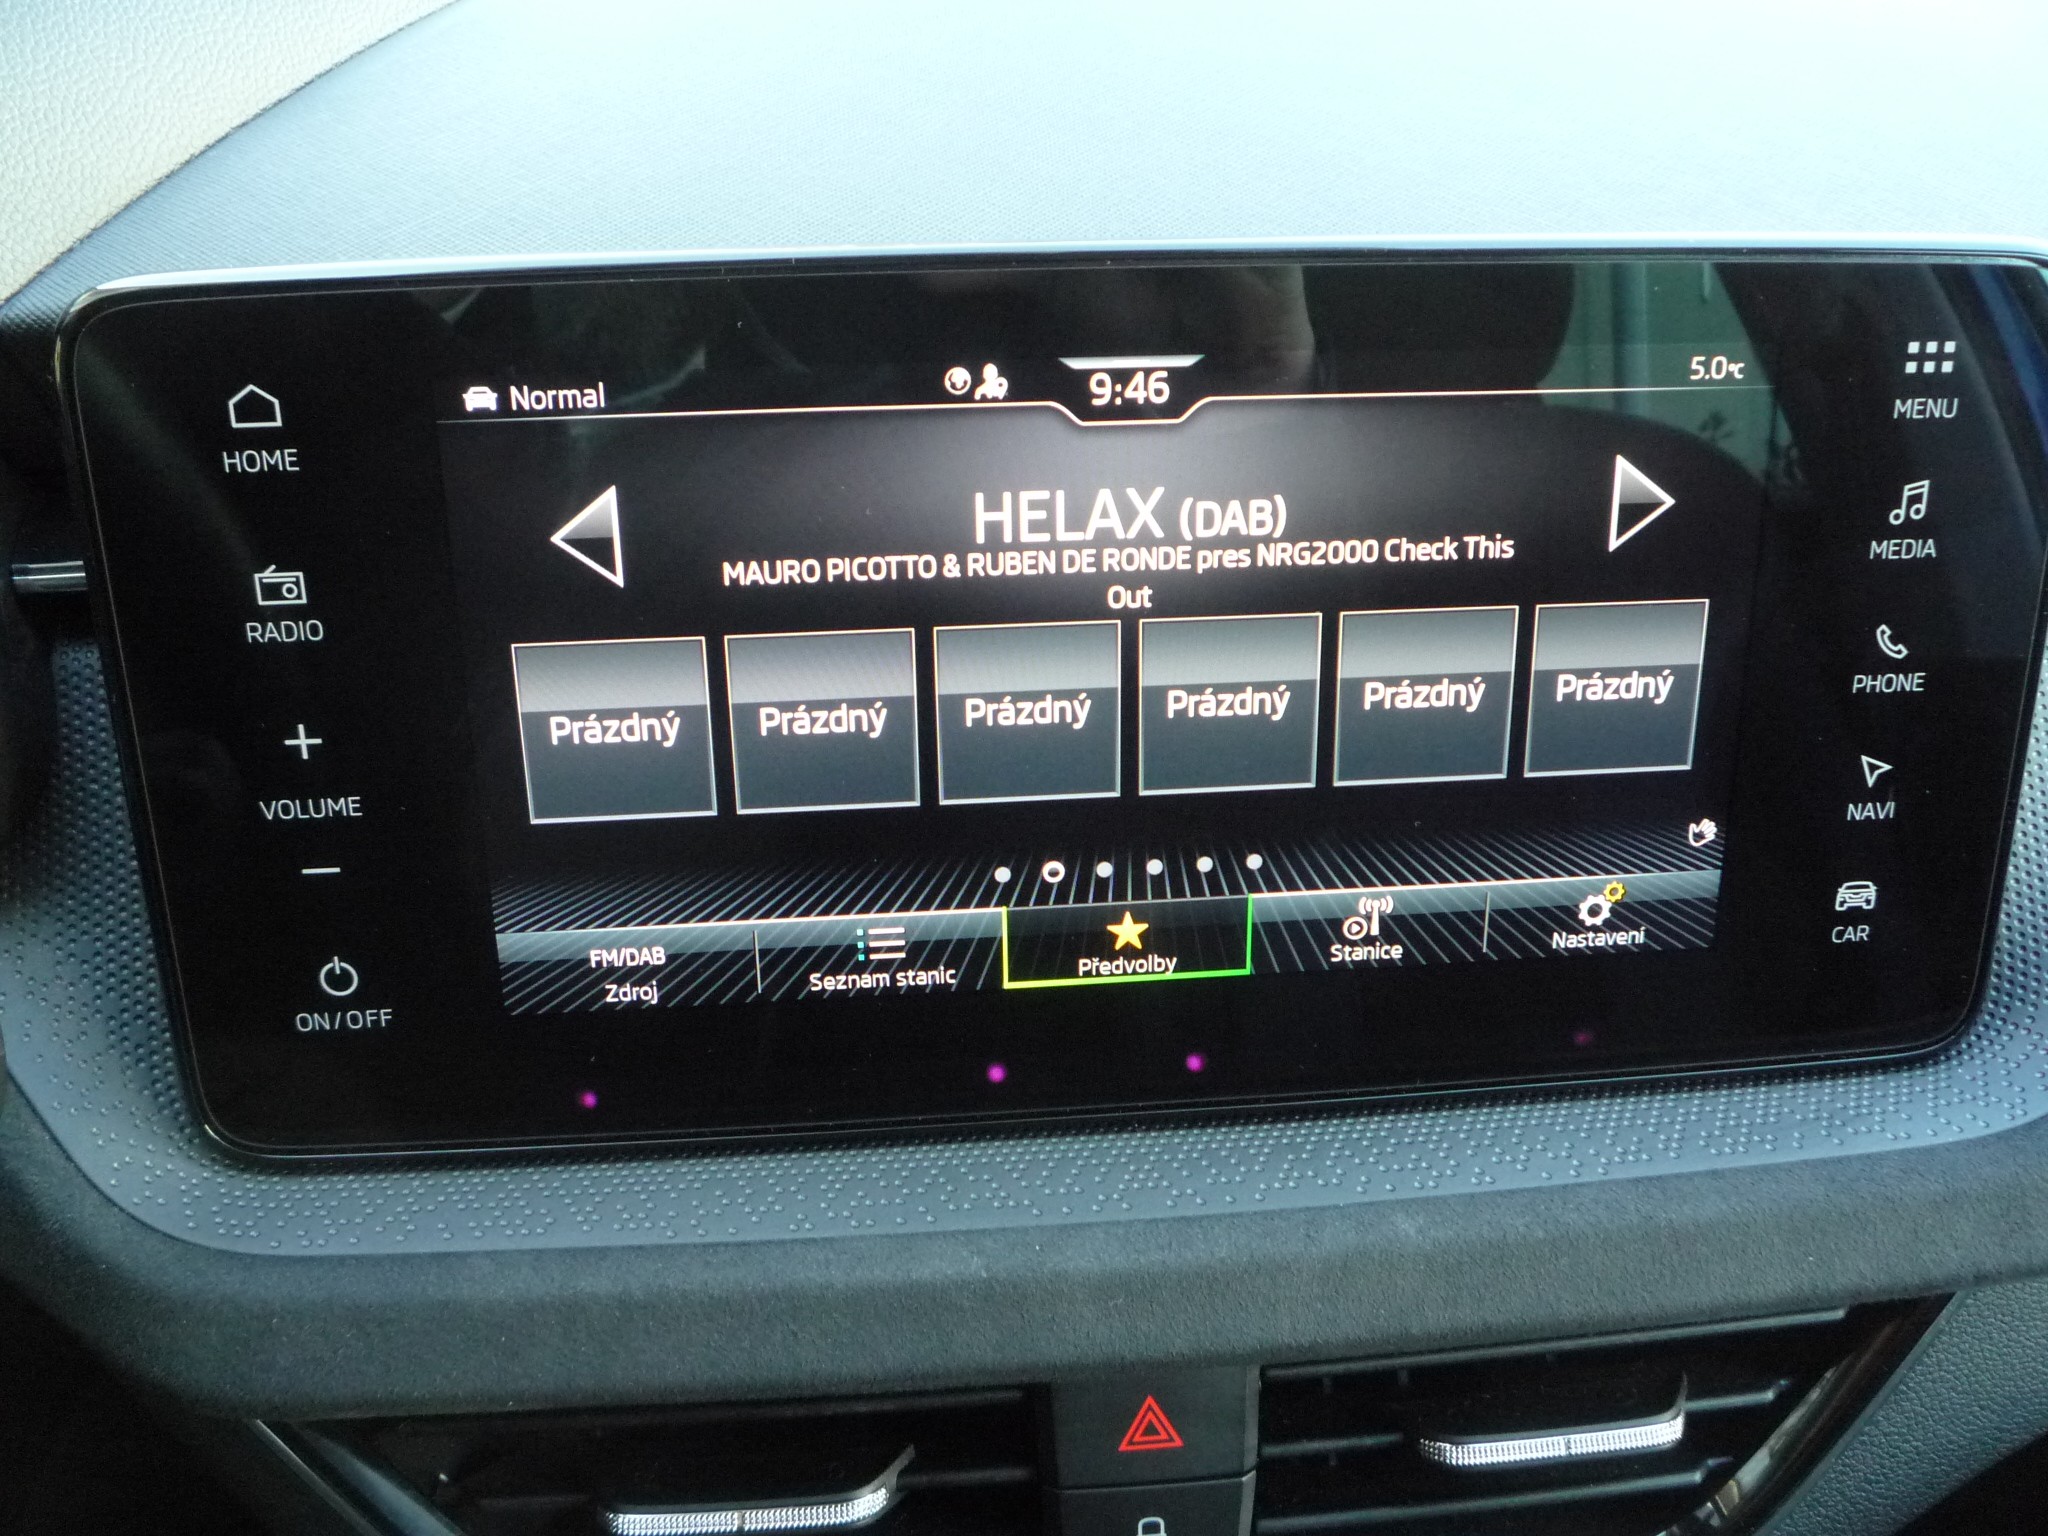 Normal
9:46
5.0°C
HOME
RADIO
VOLUME
ON/OFF
HELAX (DAB)
MAURO PICOTTO & RUBEN DE RONDE pres NRG2000 Check This
Out
Prázdný
Prázdný
Prázdný
Prázdný
Prázdný
Prázdný
FM/DAB
Zdroj
Seznam stanic
Předvolby
Stanice
Nastavení
MENU
MEDIA
PHONE
NAVI
CAR